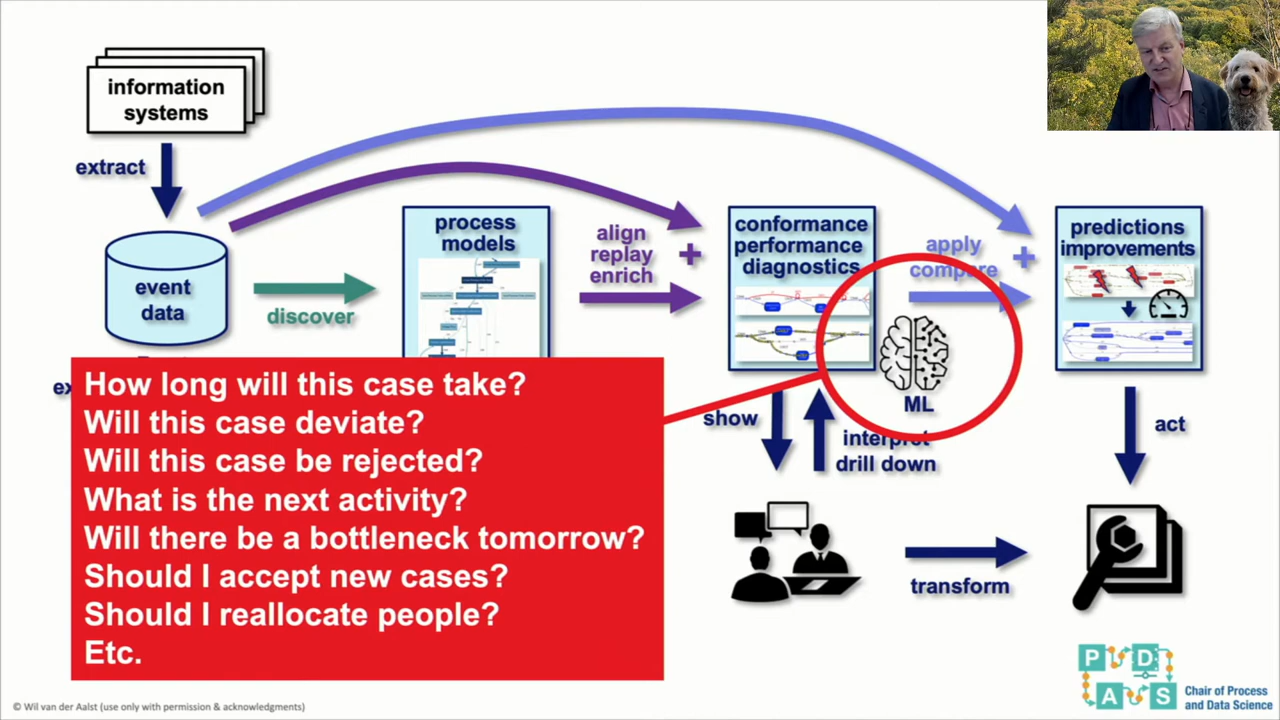 information
systems
extract
event
data
discover
process
models
align
replay
enrich
+
conformance
performance
diagnostics
apply
compare
+
predictions
improvements
ML
show
interpret
drill down
act
transform
How long will this case take?
Will this case deviate?
Will this case be rejected?
What is the next activity?
Will there be a bottleneck tomorrow?
Should I accept new cases?
Should I reallocate people?
Etc.
P D
A S
Chair of Process
and Data Science
© Wil van der Aalst (use only with permission & acknowledgments)